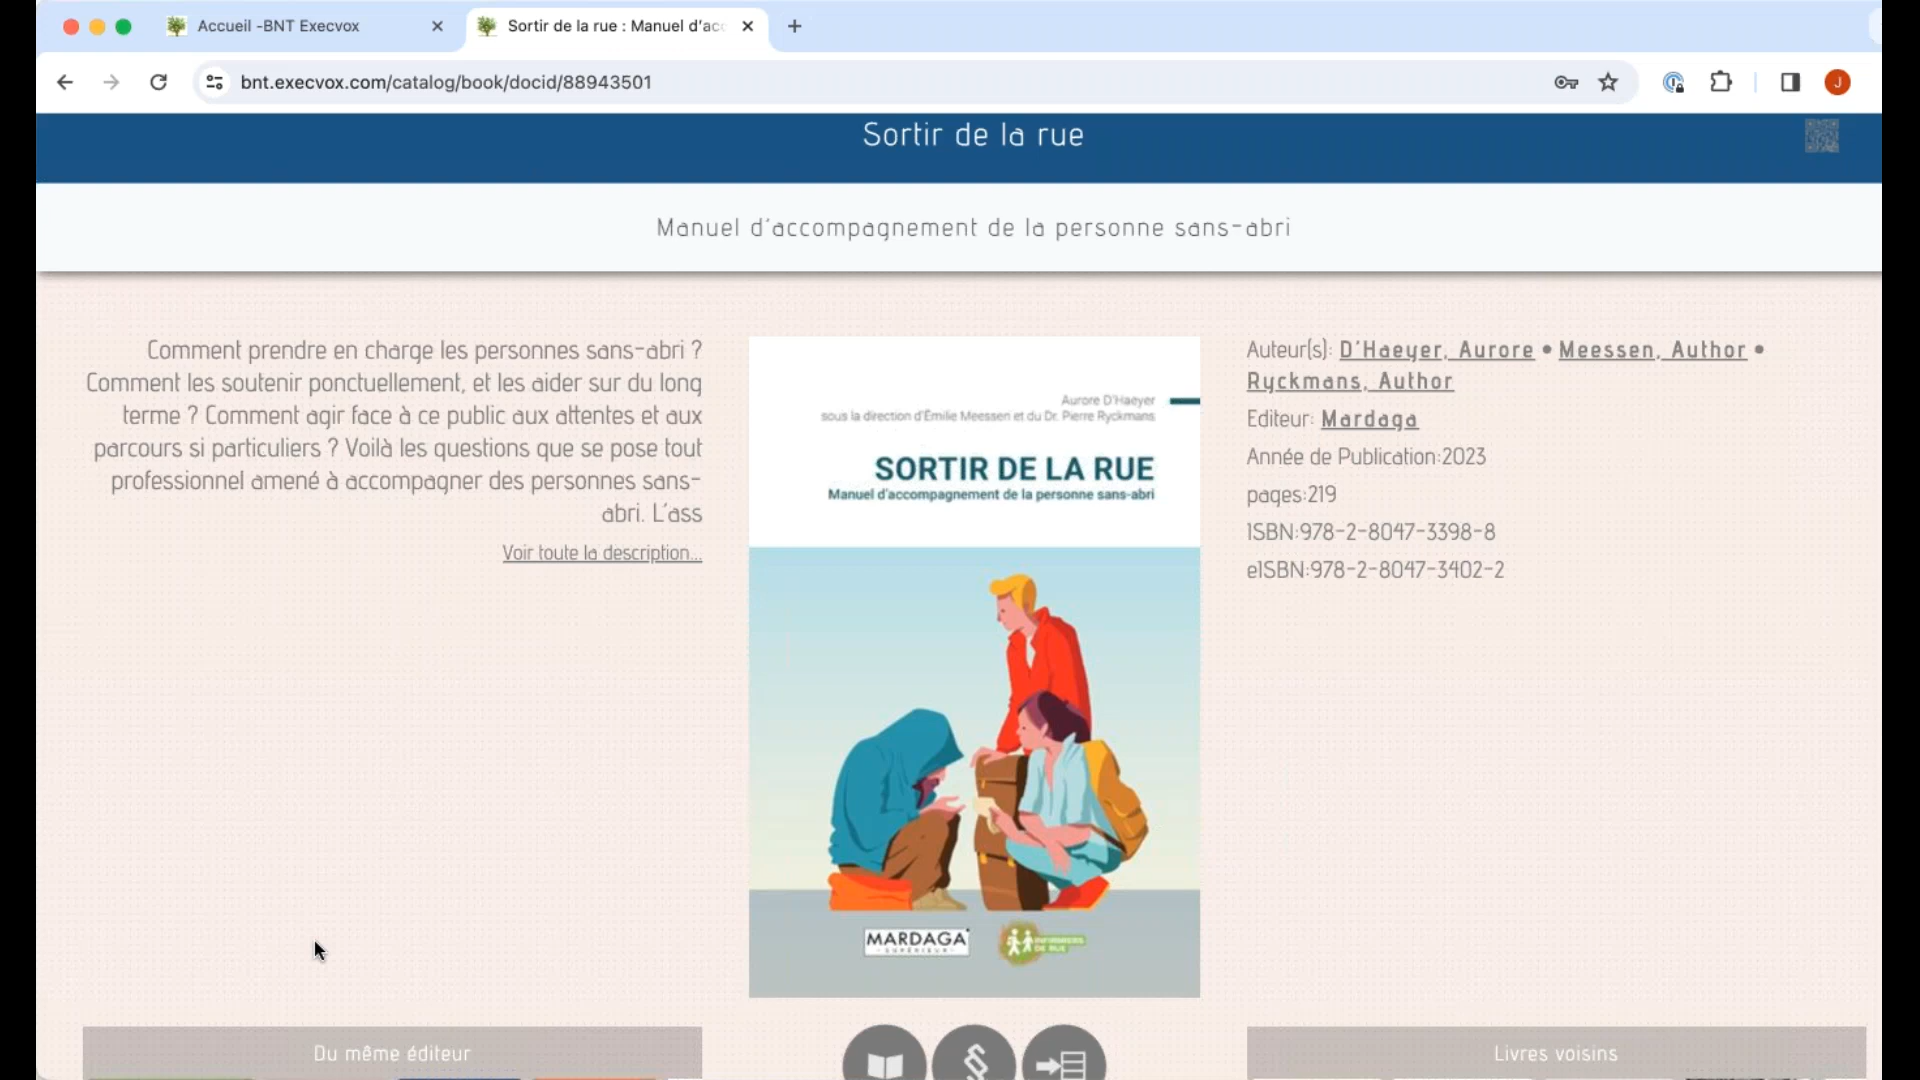 Accueil -BNT Execvox
Sortir de la rue : Manuel d'acc
bnt.execvox.com/catalog/book/docid/88943501
J
Sortir de la rue
Manuel d'accompagnement de la personne sans-abri
Comment prendre en charge les personnes sans-abri ?
Comment les soutenir ponctuellement, et les aider sur du long
terme ? Comment agir face à ce public aux attentes et aux
parcours si particuliers ? Voilà les questions que se pose tout
professionnel amené à accompagner des personnes sans-
abri. L'ass
Voir toute la description...
Aurore D'Haeyer
sous la direction d'Émilie Meessen et du Dr. Pierre Ryckmans
SORTIR DE LA RUE
Manuel d'accompagnement de la personne sans-abri
MARDAGA
SUPÉRIEUR
INFIRMIERS
DE RUE
Auteur(s): D'Haeyer, Aurore • Meessen, Author •
Ryckmans, Author
Editeur: Mardaga
Année de Publication:2023
pages:219
ISBN:978-2-8047-3398-8
eISBN:978-2-8047-3402-2
Du même éditeur
§
Livres voisins